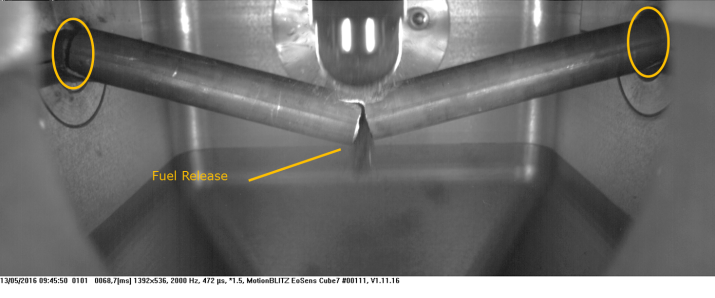 Fuel Release
13/05/2016 09:45:50 0101 0068,7[ms] 1392x536, 2000 Hz, 472 µs, *1.5, MotionBLITZ EoSens Cube7 #00111, V1.11.16